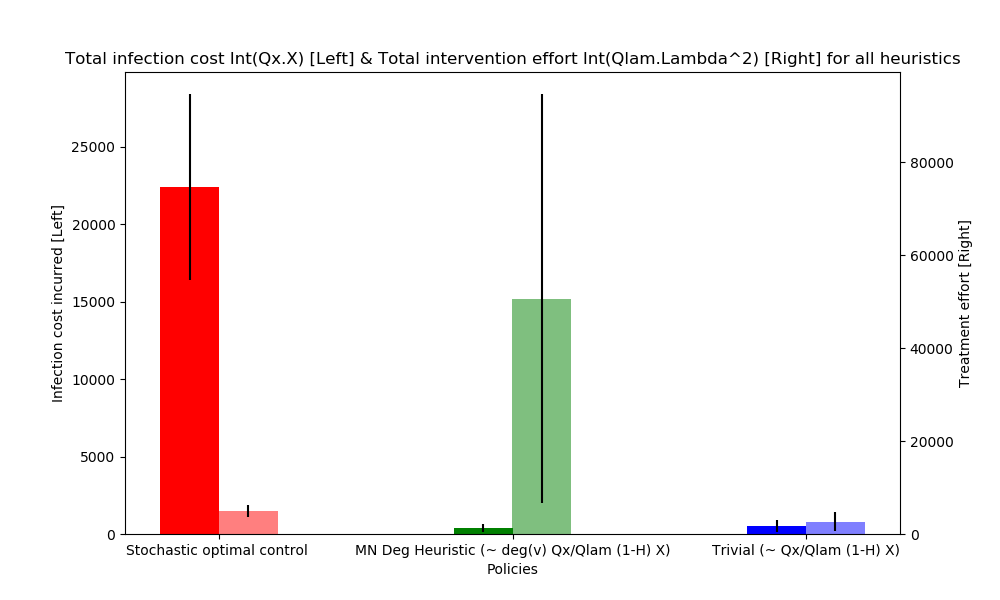 Total infection cost Int(Qx.X) [Left] & Total intervention effort Int(Qlam.Lambda^2) [Right] for all heuristics
Infection cost incurred [Left]
25000
20000
15000
10000
5000
0
80000
60000
40000
20000
0
Treatment effort [Right]
Stochastic optimal control
MN Deg Heuristic (~ deg(v) Qx/Qlam (1-H) X)
Trivial (~ Qx/Qlam (1-H) X)
Policies